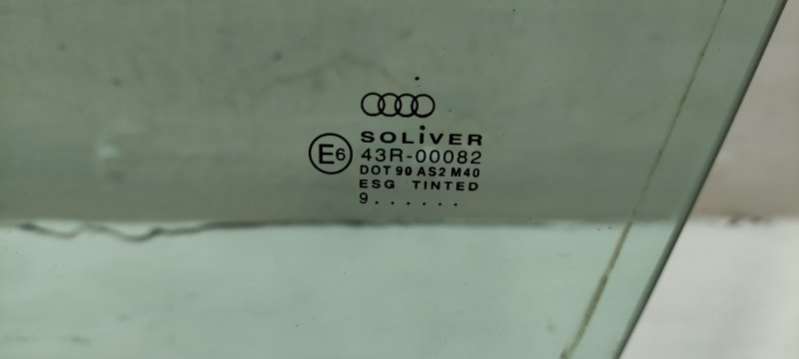 SOLiVER
E6 43R-00082
DOT 90 AS2 M40
ESG TINTED
9......